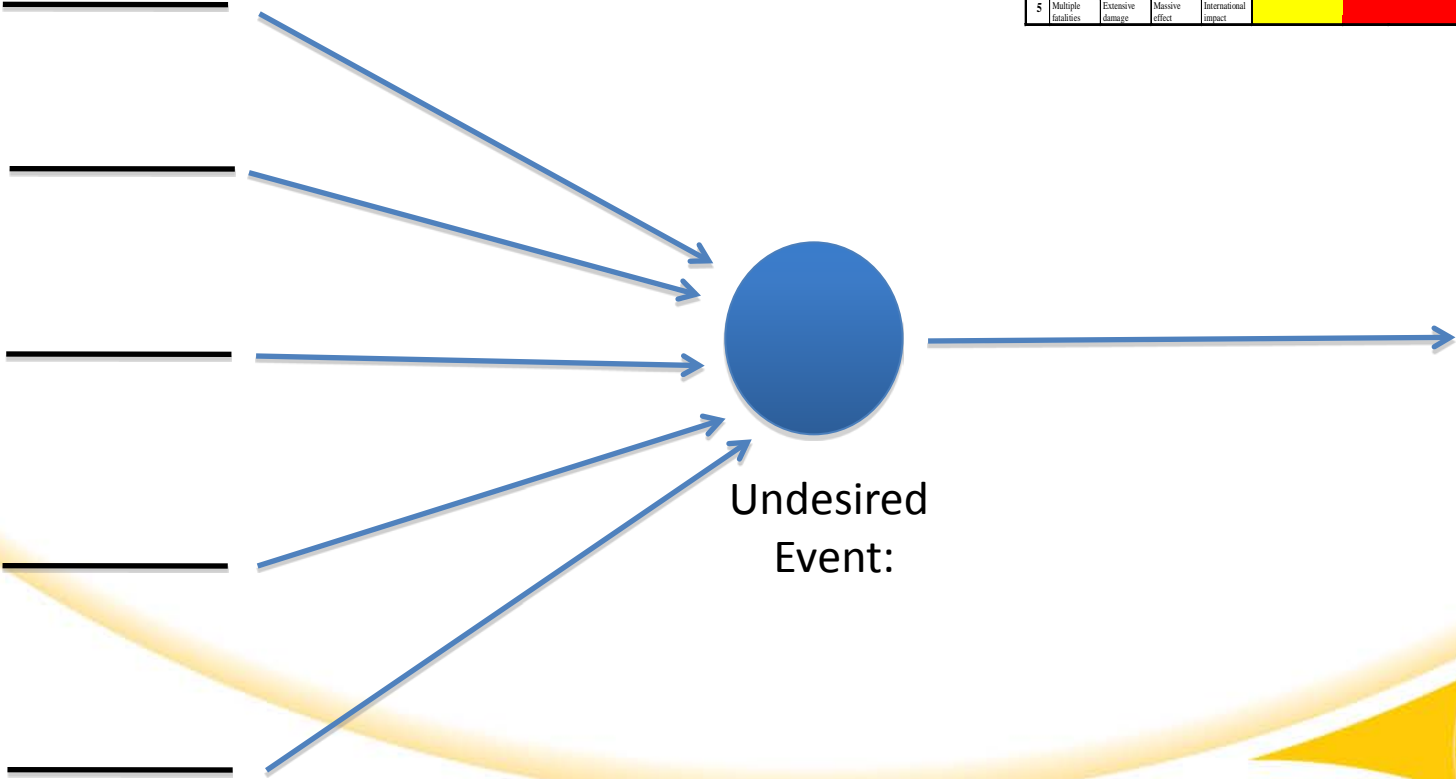 5 Multiple Extensive Massive International
fatalities damage effect impact
Undesired
Event: